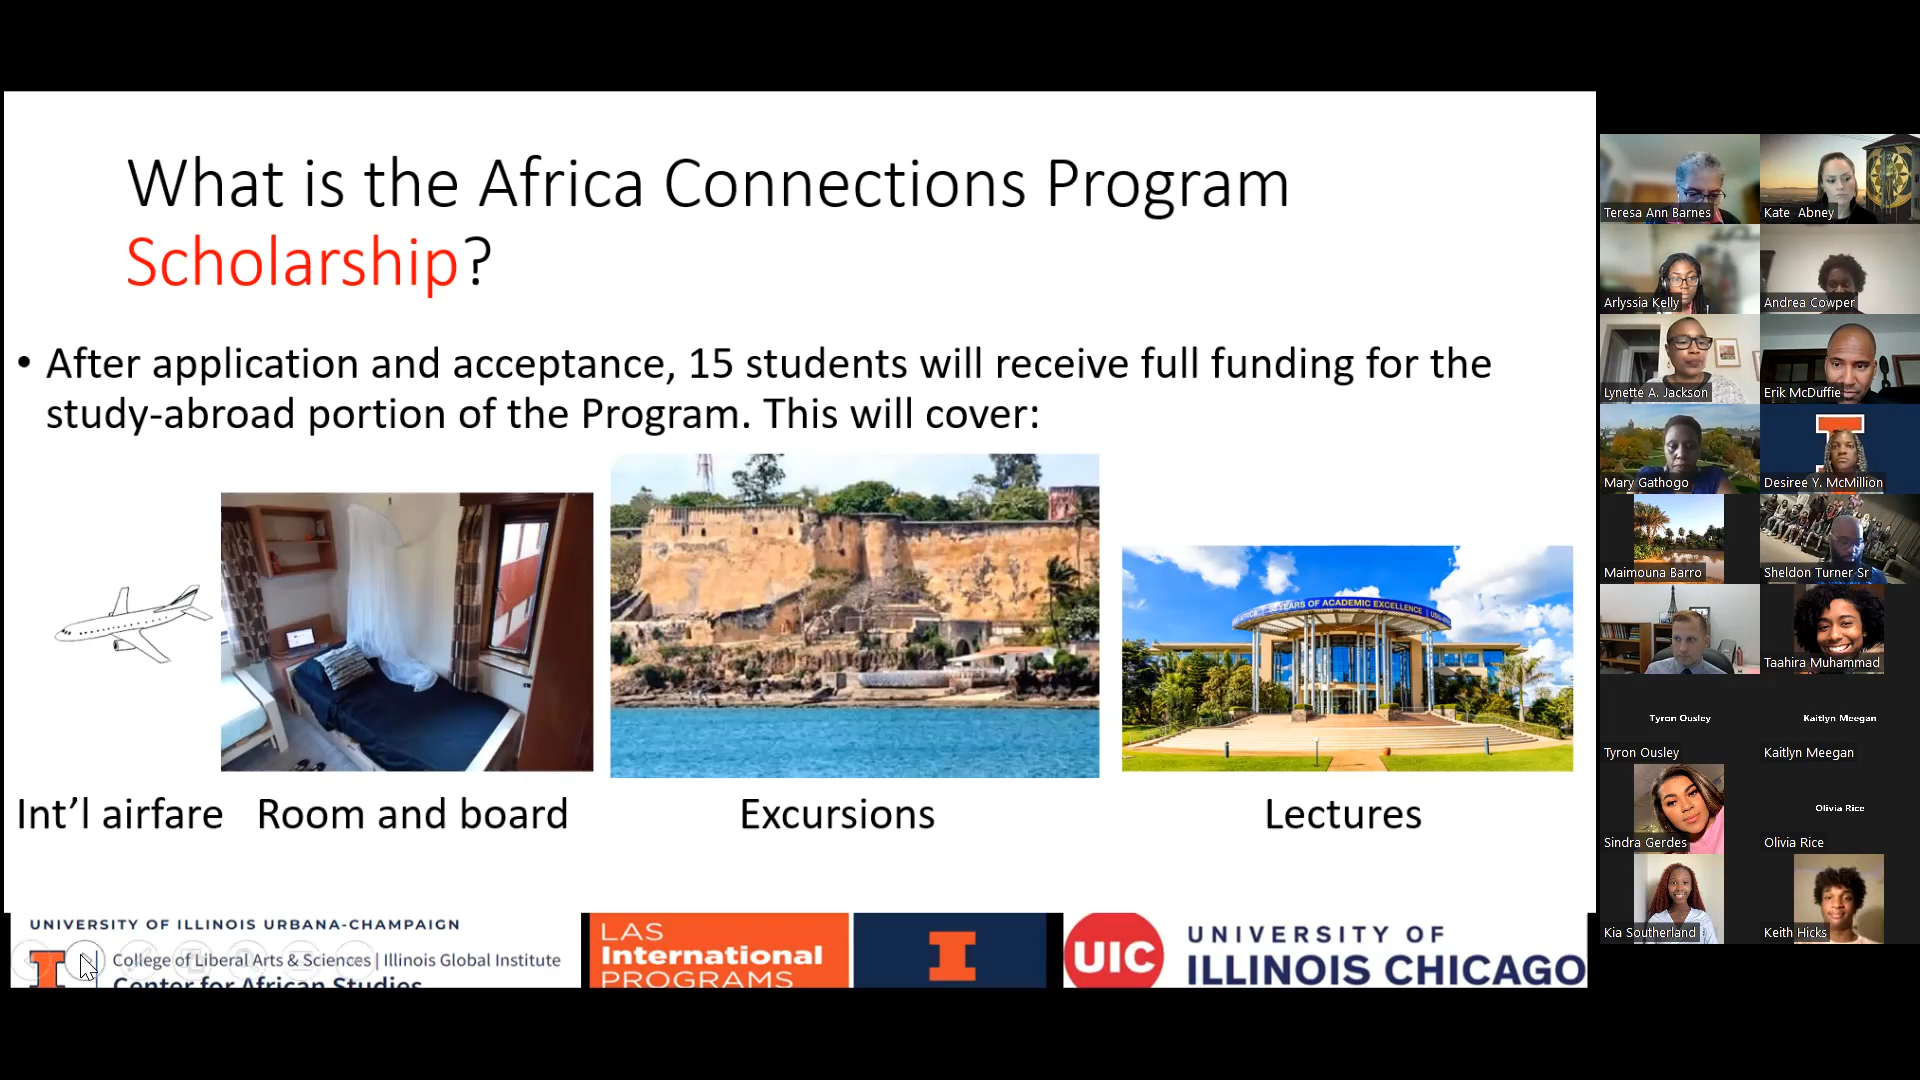 What is the Africa Connections Program
Scholarship?
• After application and acceptance, 15 students will receive full funding for the
study-abroad portion of the Program. This will cover:
50 YEARS OF ACADEMIC EXCELLENCE
Int'l airfare
Room and board
Excursions
Lectures
UNIVERSITY OF ILLINOIS URBANA-CHAMPAIGN
College of Liberal Arts & Sciences | Illinois Global Institute
Center for African Studies
LAS
International
PROGRAMS
UIC
UNIVERSITY OF
ILLINOIS CHICAGO
Teresa Ann Barnes
Kate Abney
Arlyssia Kelly
Andrea Cowper
Lynette A. Jackson
Erik McDuffie
Mary Gathogo
Desiree Y. McMillion
Maimouna Barro
Sheldon Turner Sr
Taahira Muhammad
Tyron Ousley
Kaitlyn Meegan
Tyron Ousley
Kaitlyn Meegan
Olivia Rice
Sindra Gerdes
Olivia Rice
Kia Southerland
Keith Hicks